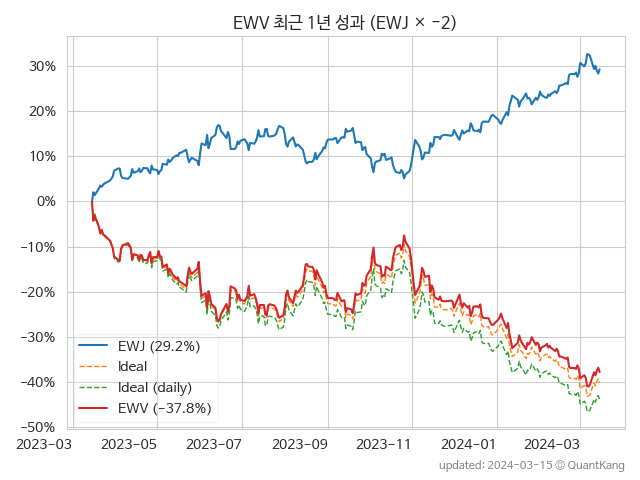 EWV 최근 1년 성과 (EWJ × −2)
30%
20%
10%
0%
−10%
−20%
−30%
−40%
−50%
EWJ (29.2%)
Ideal
Ideal (daily)
EWV (−37.8%)
2023-03 2023-05 2023-07 2023-09 2023-11 2024-01 2024-03
updated: 2024-03-15 © QuantKang